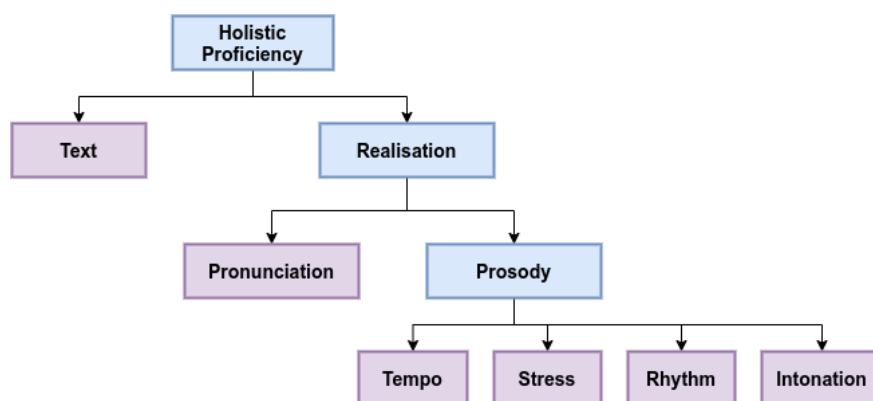 Holistic
Proficiency
Text
Realisation
Pronunciation
Prosody
Tempo
Stress
Rhythm
Intonation